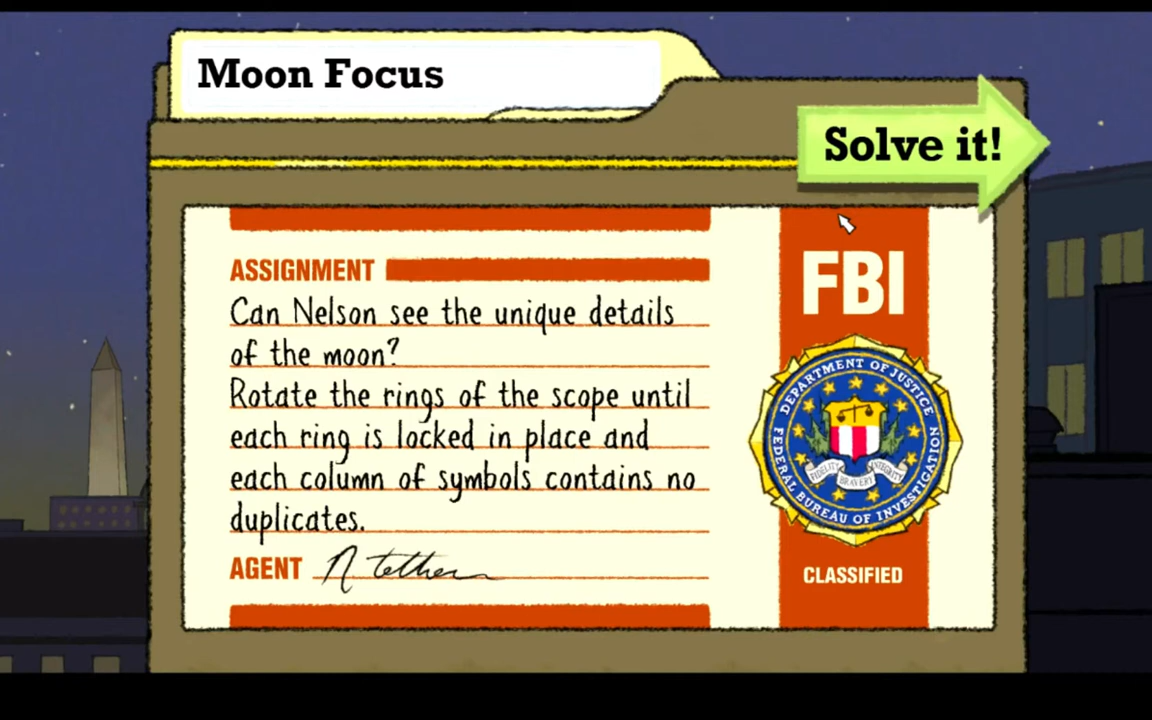 Moon Focus
Solve it!
ASSIGNMENT
Can Nelson see the unique details
of the moon?
Rotate the rings of the scope until
each ring is locked in place and
each column of symbols contains no
duplicates.
AGENT
FBI
DEPARTMENT OF JUSTICE
FIDELITY
BRAVERY
INTEGRITY
FEDERAL BUREAU OF INVESTIGATION
CLASSIFIED